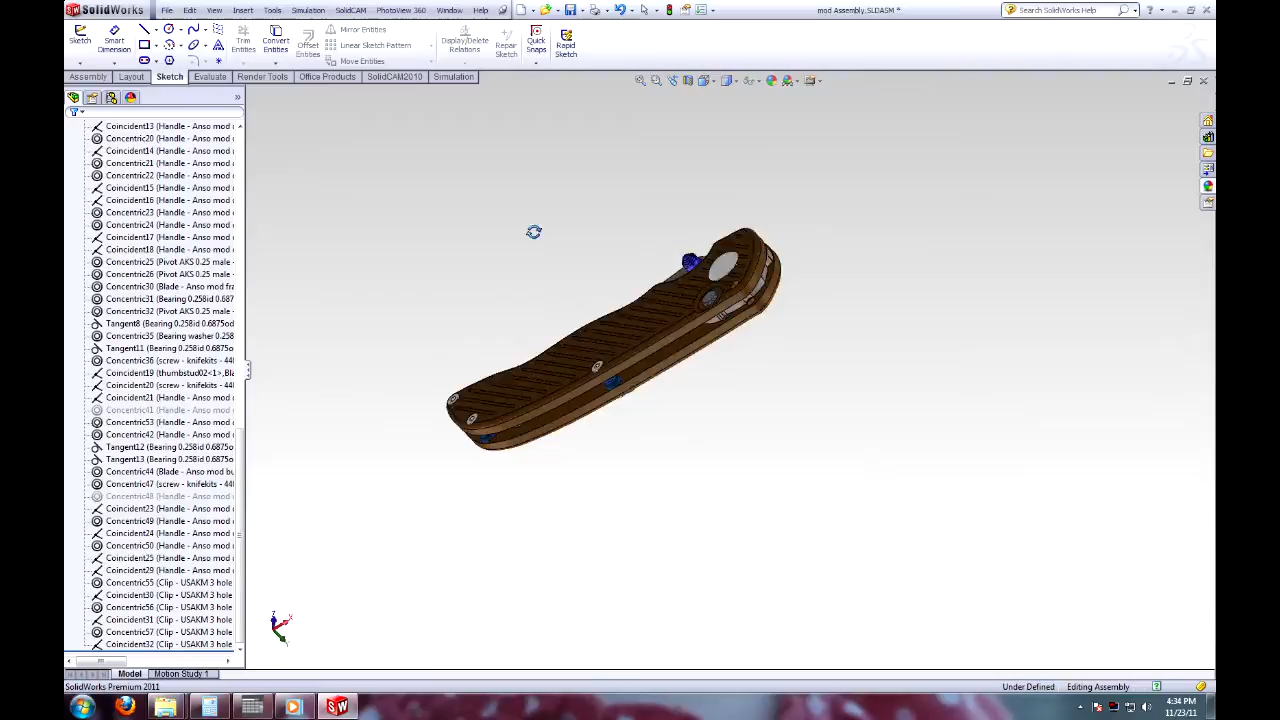 SolidWorks File Edit View Insert Tools Simulation SolidCAM PhotoView 360 Window Help mod Assembly.SLDASM * Search SolidWorks Help
Sketch Smart Dimension Trim Entities Convert Entities Offset Entities Mirror Entities Linear Sketch Pattern Move Entities Display/Delete Relations Repair Sketch Quick Snaps Rapid Sketch
Assembly Layout Sketch Evaluate Render Tools Office Products SolidCAM2010 Simulation
Coincident13 (Handle - Anso mod
Concentric20 (Handle - Anso mod
Coincident14 (Handle - Anso mod
Concentric21 (Handle - Anso mod
Concentric22 (Handle - Anso mod
Coincident15 (Handle - Anso mod
Coincident16 (Handle - Anso mod
Concentric23 (Handle - Anso mod
Concentric24 (Handle - Anso mod
Coincident17 (Handle - Anso mod
Coincident18 (Handle - Anso mod
Concentric25 (Pivot AKS 0.25 male -
Concentric26 (Pivot AKS 0.25 male -
Concentric30 (Blade - Anso mod
Concentric31 (Bearing 0.258id 0.687
Concentric32 (Pivot AKS 0.25 male -
Tangent8 (Bearing 0.258id 0.6875od
Concentric35 (Bearing washer 0.258
Tangent11 (Bearing 0.258id 0.6875od
Concentric36 (screw - knifekits - 44
Coincident19 (thumbstud02<1>,Bla
Coincident20 (screw - knifekits - 44
Coincident21 (Handle - Anso mod
Concentric41 (Handle - Anso mod
Concentric53 (Handle - Anso mod
Concentric42 (Handle - Anso mod
Tangent12 (Bearing 0.258id 0.6875o
Tangent13 (Bearing 0.258id 0.6875o
Concentric44 (Blade - Anso mod bu
Concentric47 (screw - knifekits - 44
Concentric48 (Handle - Anso mod
Coincident23 (Handle - Anso mod
Concentric49 (Handle - Anso mod
Coincident24 (Handle - Anso mod
Concentric50 (Handle - Anso mod
Coincident25 (Handle - Anso mod
Coincident29 (Handle - Anso mod
Concentric55 (Clip - USAKM 3 hole
Coincident30 (Clip - USAKM 3 hole
Concentric56 (Clip - USAKM 3 hole
Coincident31 (Clip - USAKM 3 hole
Concentric57 (Clip - USAKM 3 hole
Coincident32 (Clip - USAKM 3 hole
Model Motion Study 1
SolidWorks Premium 2011 Under Defined Editing Assembly
4:34 PM
11/23/11